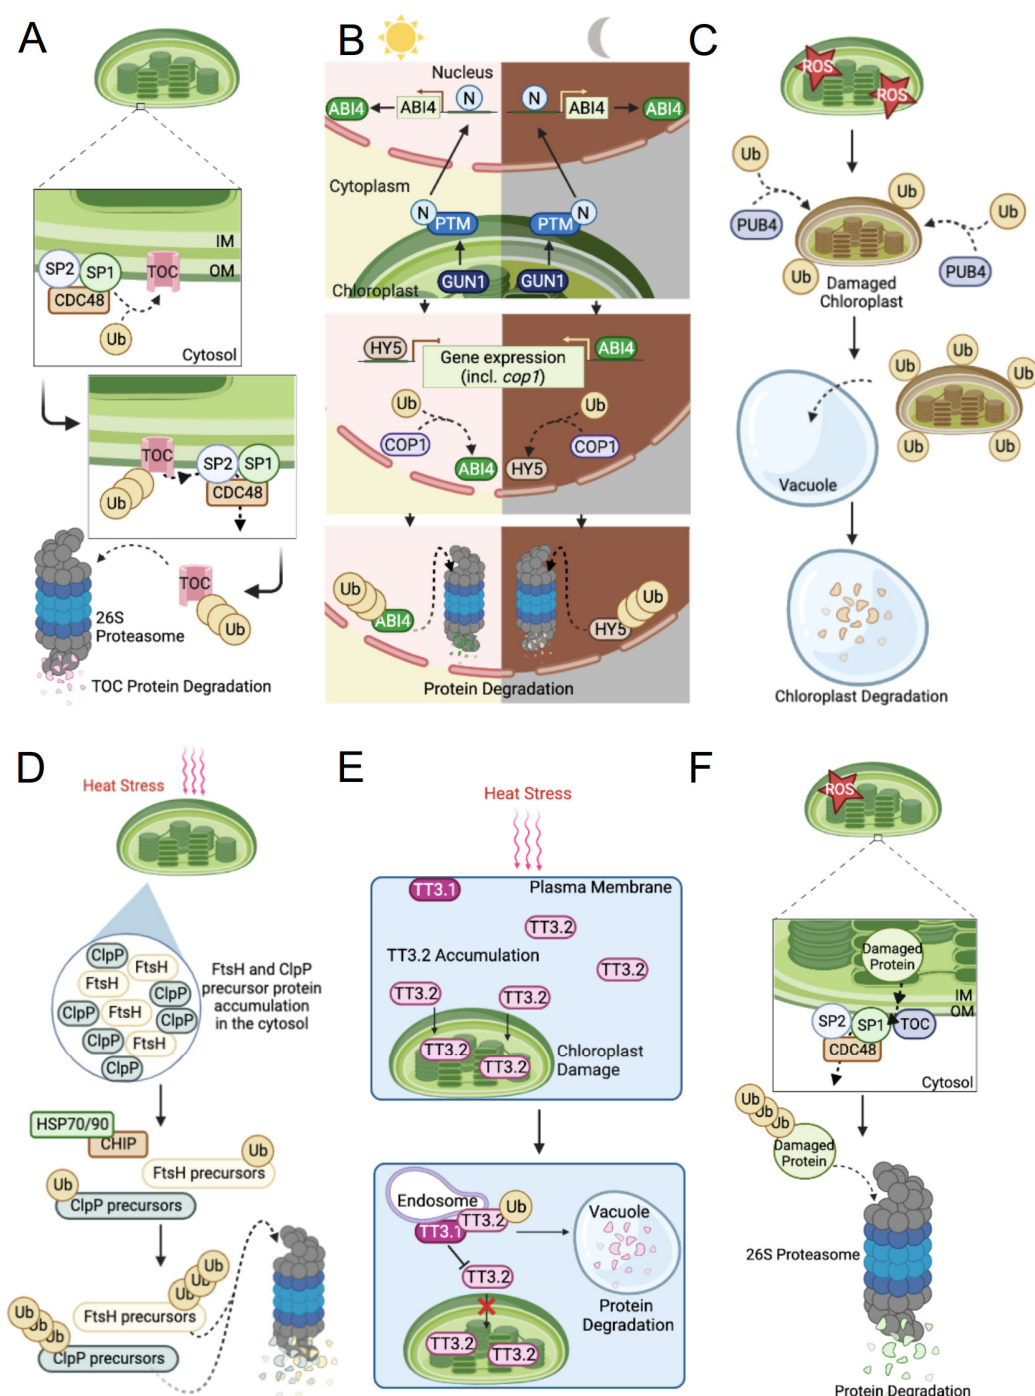 A
IM
OM
SP2
SP1
TOC
CDC48
Ub
Cytosol
TOC
SP2
SP1
Ub
CDC48
TOC
Ub
26S
Proteasome
TOC Protein Degradation
B
Nucleus
N
N
ABI4
ABI4
ABI4
ABI4
Cytoplasm
N
PTM
N
PTM
GUN1
GUN1
Chloroplast
HY5
ABI4
Gene expression
(incl. cop1)
Ub
Ub
COP1
COP1
ABI4
HY5
Ub
Ub
ABI4
HY5
Protein Degradation
C
ROS
ROS
Ub
Ub
Ub
PUB4
PUB4
Ub
Damaged
Chloroplast
Ub
Ub
Ub
Ub
Ub
Vacuole
Chloroplast Degradation
D
Heat Stress
ClpP
FtsH
FtsH
ClpP
ClpP
FtsH
ClpP
ClpP
FtsH
ClpP
FtsH and ClpP
precursor protein
accumulation
in the cytosol
HSP70/90
CHIP
Ub
FtsH precursors
Ub
ClpP precursors
Ub
Ub
Ub
FtsH precursors
Ub
Ub
Ub
ClpP precursors
E
Heat Stress
TT3.1
Plasma Membrane
TT3.2
TT3.2 Accumulation
TT3.2
TT3.2
TT3.2
TT3.2
TT3.2
Chloroplast
Damage
Endosome
Ub
TT3.2
TT3.1
Vacuole
TT3.2
Protein
Degradation
TT3.2
TT3.2
F
ROS
Damaged
Protein
IM
OM
SP2
SP1
TOC
CDC48
Cytosol
Ub
Ub
Ub
Damaged
Protein
26S Proteasome
Protein Degradation